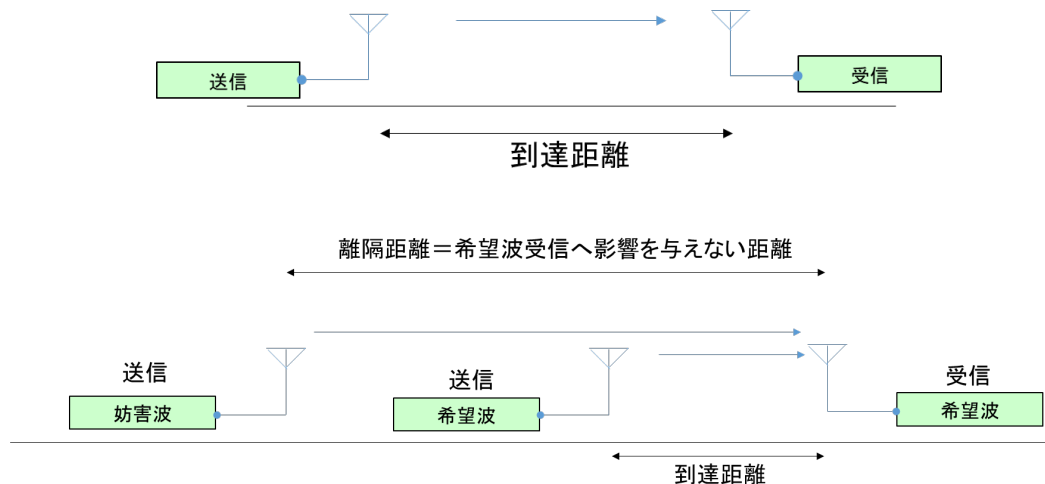 送信
受信
到達距離
離隔距離＝希望波受信へ影響を与えない距離
送信
送信
受信
妨害波
希望波
希望波
到達距離